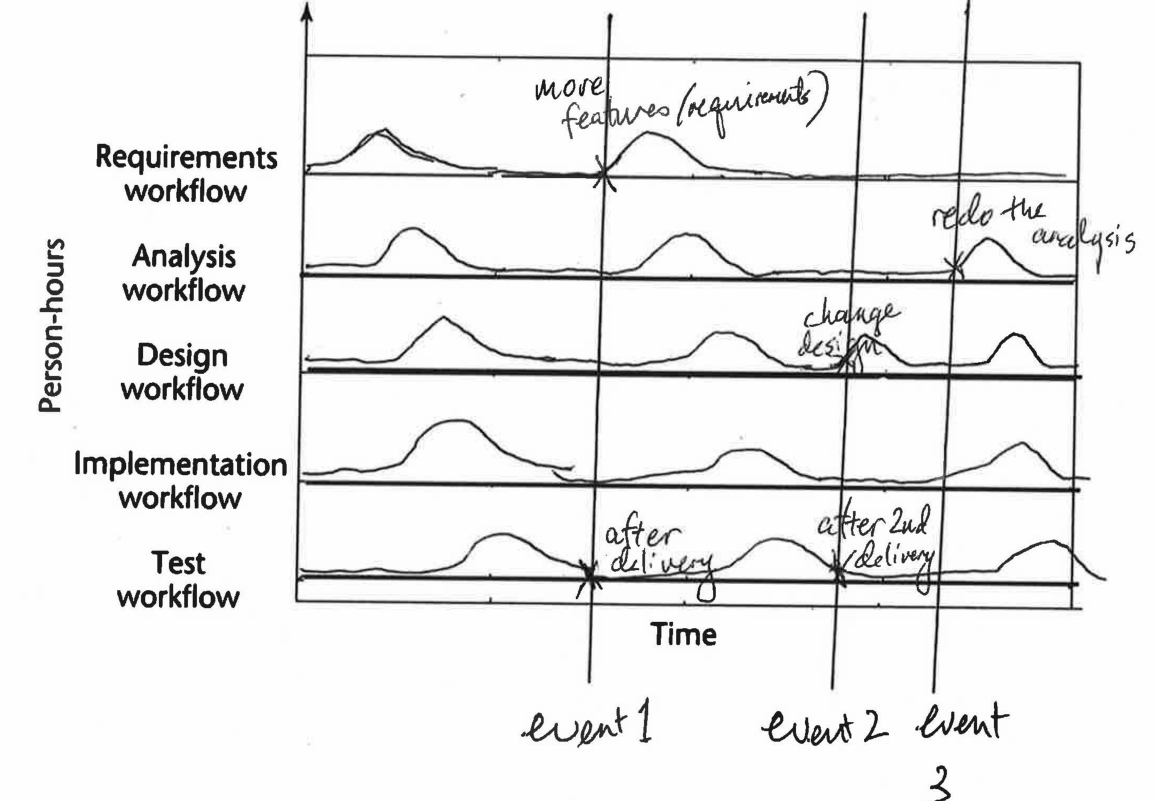 more
features (requirements)
Requirements
workflow
redo the
analysis
Analysis
workflow
change
design
Design
workflow
Person-hours
Implementation
workflow
after
delivery
after 2nd
delivery
Test
workflow
Time
event 1
event 2
event
3